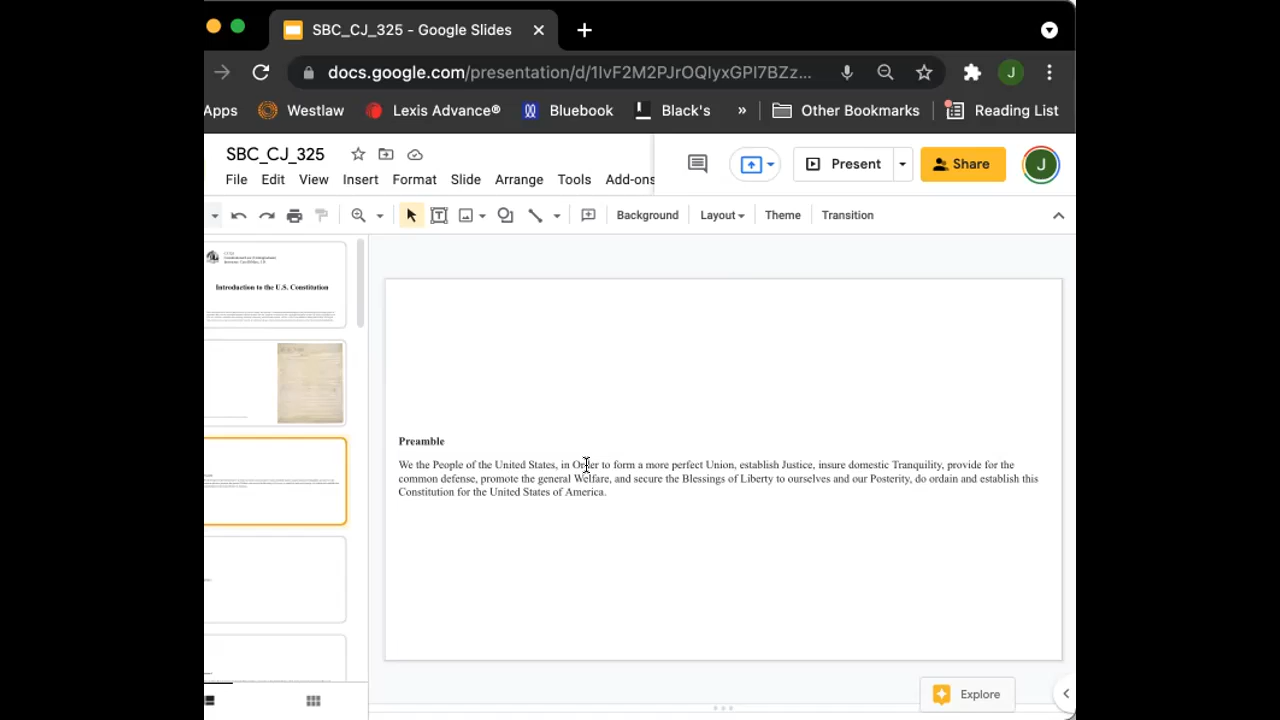 SBC_CJ_325 - Google Slides
docs.google.com/presentation/d/1IvF2M2PJrOQIyxGPI7BZz...
J
Apps Westlaw Lexis Advance® Bluebook Black's » Other Bookmarks Reading List
SBC_CJ_325
Present Share J
File Edit View Insert Format Slide Arrange Tools Add-ons
Background Layout Theme Transition
Introduction to the U.S. Constitution
Preamble
We the People of the United States, in Order to form a more perfect Union, establish Justice, insure domestic Tranquility, provide for the
common defense, promote the general Welfare, and secure the Blessings of Liberty to ourselves and our Posterity, do ordain and establish this
Constitution for the United States of America.
Explore